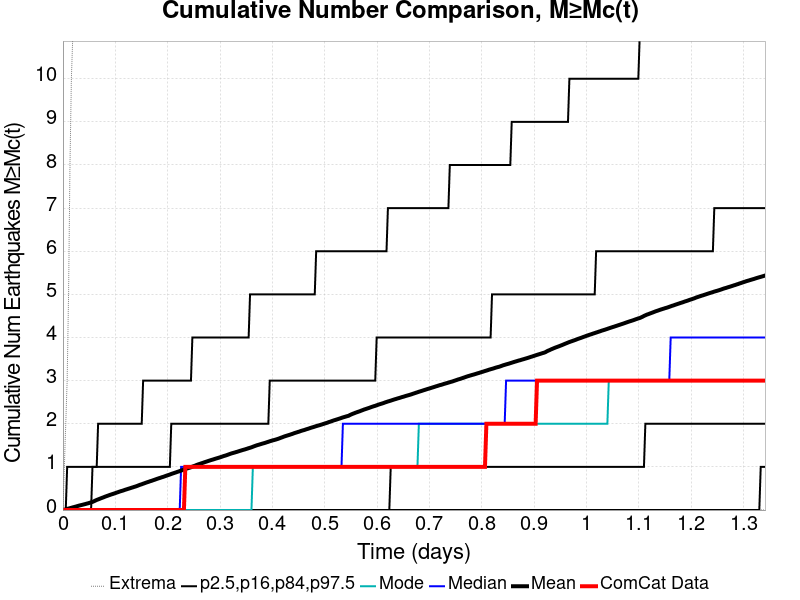 Cumulative Number Comparison, M≥Mc(t)
Cumulative Num Earthquakes M≥Mc(t)
10
9
8
7
6
5
4
3
2
1
0
0 0.1 0.2 0.3 0.4 0.5 0.6 0.7 0.8 0.9 1 1.1 1.2 1.3
Time (days)
Extrema p2.5,p16,p84,p97.5 Mode Median Mean ComCat Data